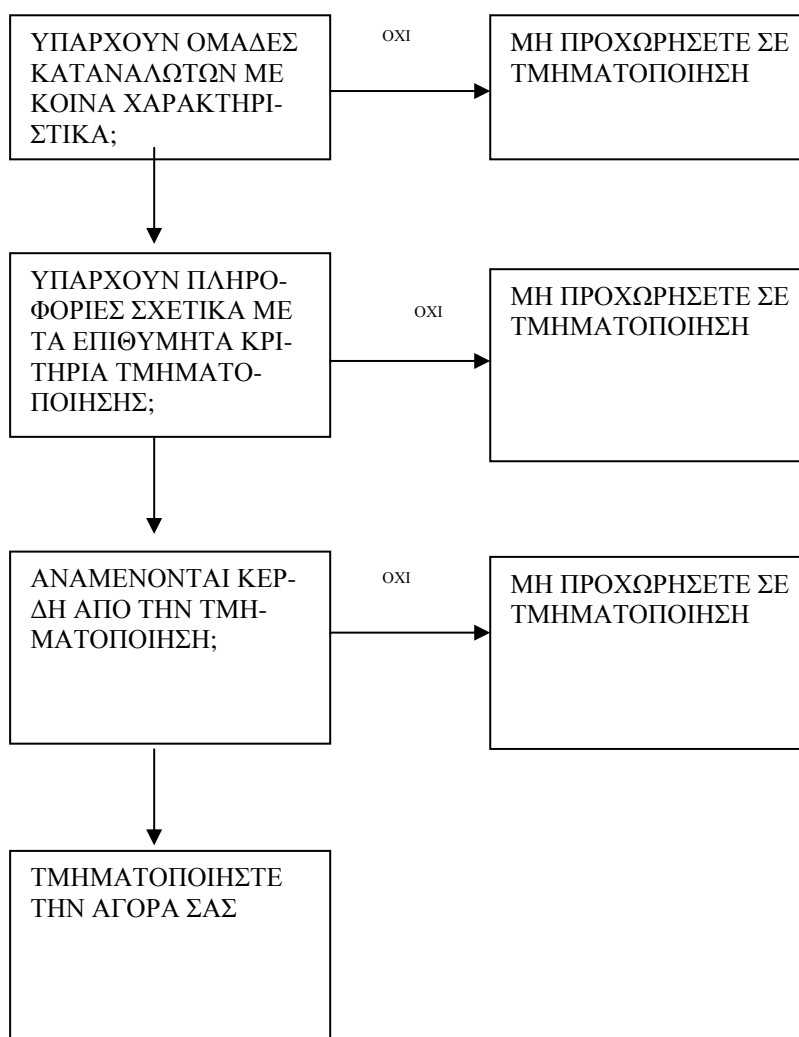 ΥΠΑΡΧΟΥΝ ΟΜΑΔΕΣ
ΚΑΤΑΝΑΛΩΤΩΝ ΜΕ
ΚΟΙΝΑ ΧΑΡΑΚΤΗΡΙ-
ΣΤΙΚΑ;
ΟΧΙ
ΜΗ ΠΡΟΧΩΡΗΣΕΤΕ ΣΕ
ΤΜΗΜΑΤΟΠΟΙΗΣΗ
ΥΠΑΡΧΟΥΝ ΠΛΗΡΟ-
ΦΟΡΙΕΣ ΣΧΕΤΙΚΑ ΜΕ
ΤΑ ΕΠΙΘΥΜΗΤΑ ΚΡΙ-
ΤΗΡΙΑ ΤΜΗΜΑΤΟ-
ΠΟΙΗΣΗΣ;
ΟΧΙ
ΜΗ ΠΡΟΧΩΡΗΣΕΤΕ ΣΕ
ΤΜΗΜΑΤΟΠΟΙΗΣΗ
ΑΝΑΜΕΝΟΝΤΑΙ ΚΕΡ-
ΔΗ ΑΠΟ ΤΗΝ ΤΜΗ-
ΜΑΤΟΠΟΙΗΣΗ;
ΟΧΙ
ΜΗ ΠΡΟΧΩΡΗΣΕΤΕ ΣΕ
ΤΜΗΜΑΤΟΠΟΙΗΣΗ
ΤΜΗΜΑΤΟΠΟΙΗΣΤΕ
ΤΗΝ ΑΓΟΡΑ ΣΑΣ